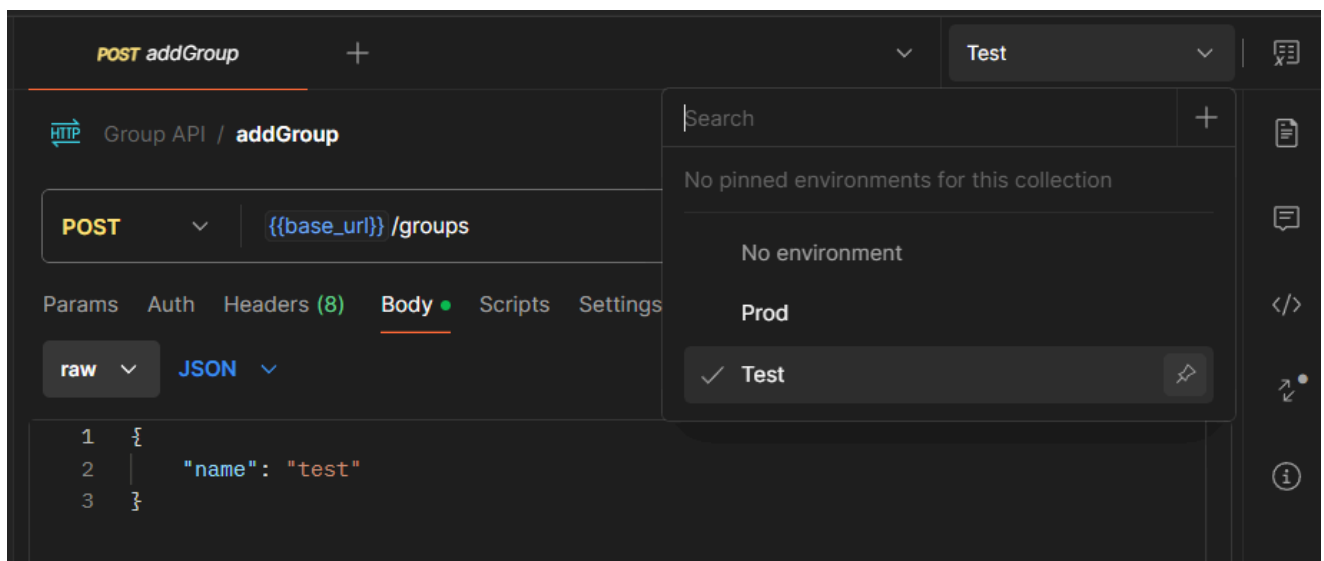 POST addGroup
Test
HTTP Group API / addGroup
Search
No pinned environments for this collection
POST {{base_url}}/groups
No environment
Params Auth Headers (8) Body Scripts Settings
Prod
raw JSON
Test
1 {
2 "name": "test"
3 }